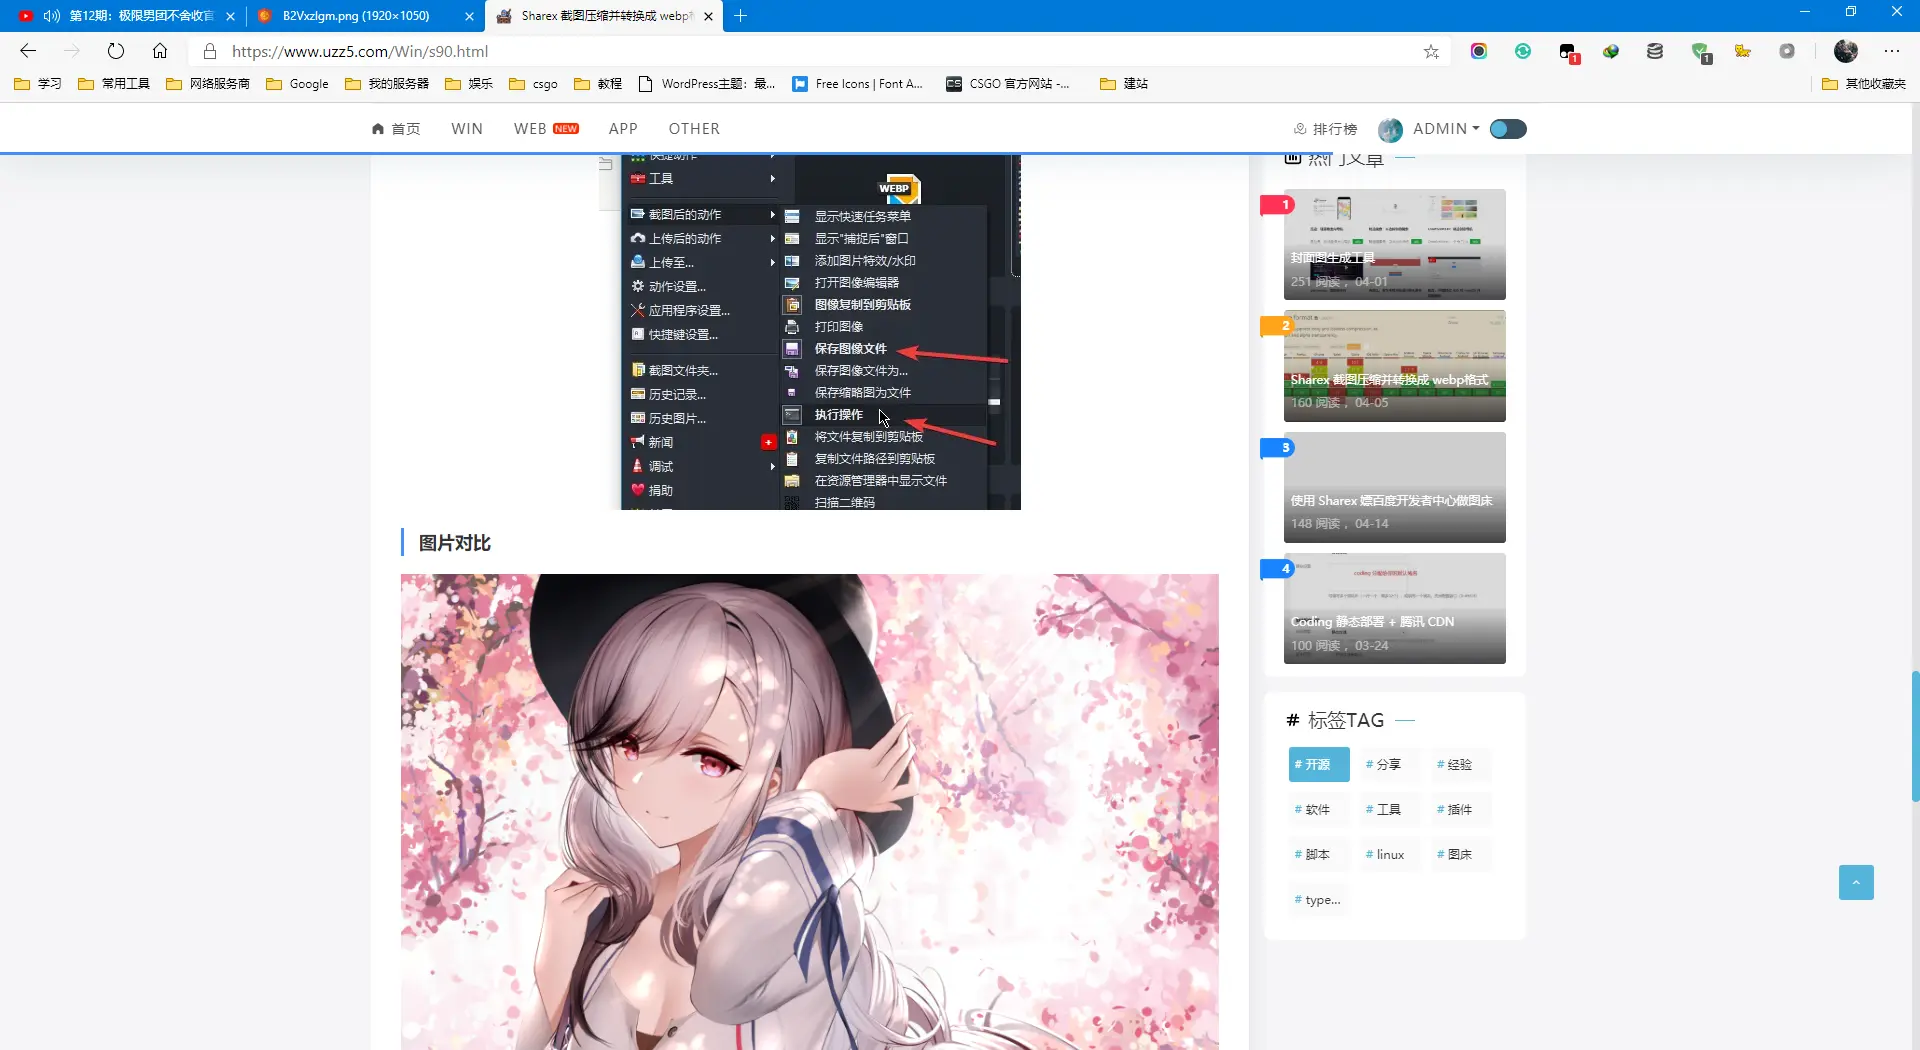 第12期：极限男团不舍收官
B2Vxzlgm.png (1920×1050)
Sharex 截图压缩并转换成 webp
https://www.uzz5.com/Win/s90.html
1
1
学习
常用工具
网络服务商
Google
我的服务器
娱乐
csgo
教程
WordPress主题：最...
Free Icons | Font A...
CSGO 官方网站 -...
建站
其他收藏夹
首页
WIN
WEB NEW
APP
OTHER
排行榜
ADMIN
快捷动作
工具
截图后的动作
上传后的动作
上传至...
动作设置...
应用程序设置...
快捷键设置...
截图文件夹...
历史记录...
历史图片...
新闻
调试
捐助
WEBP
显示快速任务菜单
显示"捕捉后"窗口
添加图片特效/水印
打开图像编辑器
图像复制到剪贴板
打印图像
保存图像文件
保存图像文件为...
保存缩略图为文件
执行操作
将文件复制到剪贴板
复制文件路径到剪贴板
在资源管理器中显示文件
扫描二维码
图片对比
热门文章
1
封面图生成工具
251 阅读 ，04-01
2
Sharex 截图压缩并转换成 webp格式
160 阅读 ，04-05
3
使用 Sharex 嫖百度开发者中心做图床
148 阅读 ，04-14
4
Coding 静态部署 + 腾讯 CDN
100 阅读 ，03-24
# 标签TAG
# 开源
# 分享
# 经验
# 软件
# 工具
# 插件
# 脚本
# linux
# 图床
# type...